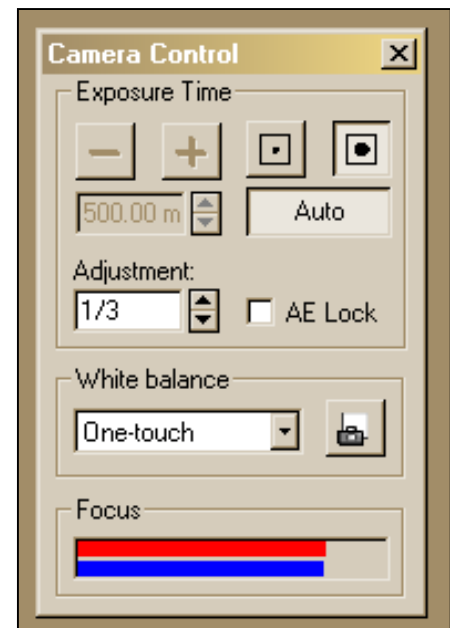 Camera Control
Exposure Time
500.00 m
Auto
Adjustment:
1/3
AE Lock
White balance
One-touch
Focus